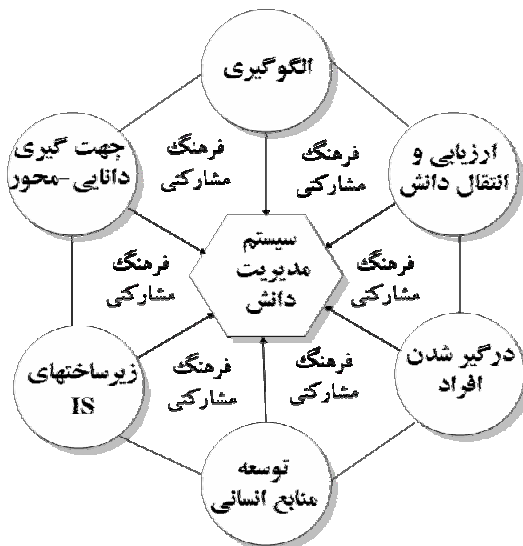 الگوگیری
جهت گیری
دانایی-محور
فرهنگ
مشارکتی
فرهنگ
مشارکتی
ارزیابی و
انتقال دانش
سیستم
مدیریت
دانش
فرهنگ
مشارکتی
فرهنگ
مشارکتی
زیرساختهای
IS
فرهنگ
مشارکتی
فرهنگ
مشارکتی
درگیر شدن
افراد
توسعه
منابع انسانی